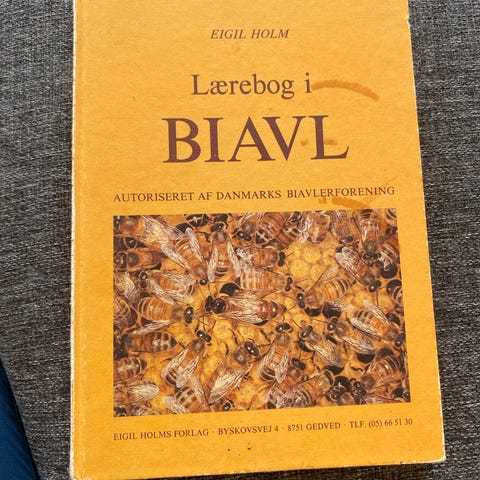 EIGIL HOLM
Lærebog i
BIAVL
AUTORISERET AF DANMARKS BIAVLERFORENING
EIGIL HOLMS FORLAG · BYSKOVSVEJ 4 · 8751 GEDVED · TLF. (05) 66 51 30